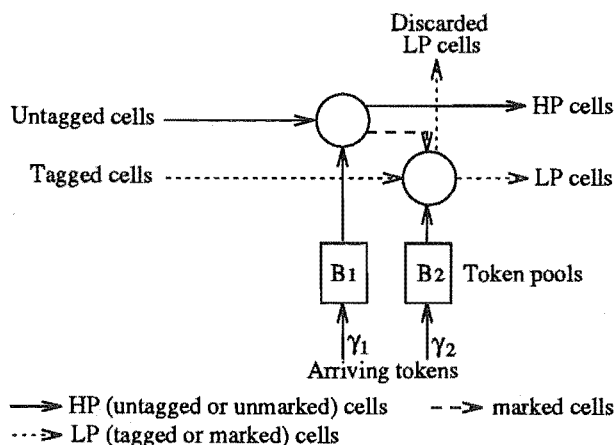 Discarded
LP cells
Untagged cells
HP cells
Tagged cells
LP cells
B1
B2
Token pools
γ1
γ2
Arriving tokens
HP (untagged or unmarked) cells
marked cells
LP (tagged or marked) cells